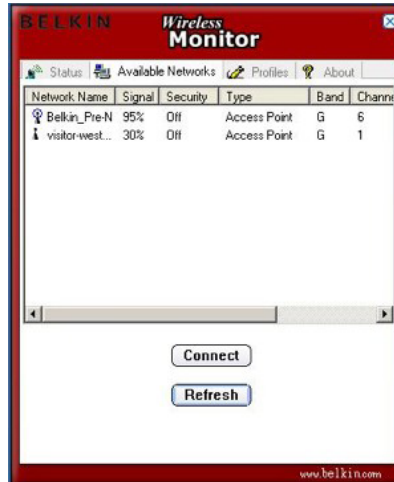 BELKIN Wireless Monitor
Status Available Networks Profiles About
Network Name Signal Security Type Band Channe
Belkin_Pre-N 95% Off Access Point G 6
visitor-west... 30% Off Access Point G 1
Connect
Refresh
www.belkin.com